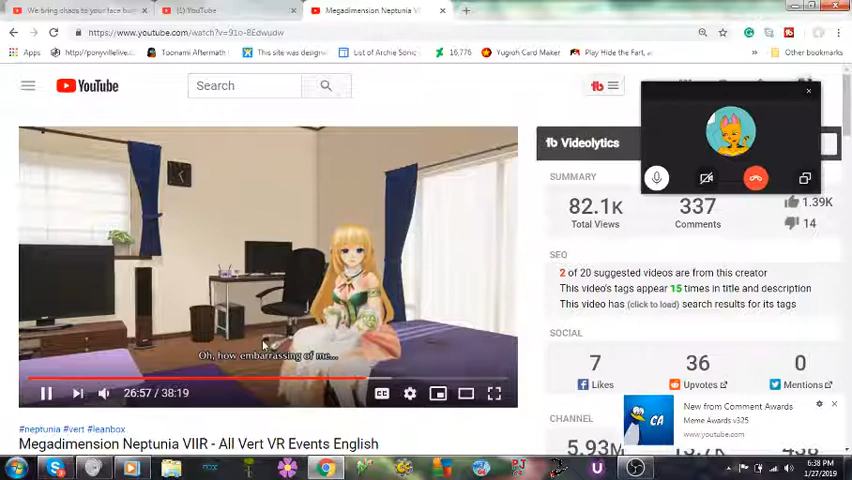 We bring chaos to your face bu
(1) YouTube
Megadimension Neptunia V
https://www.youtube.com/watch?v=91o-8Edwudw
Apps
http://ponyvillelive.c
Toonami Aftermath
This site was design
List of Archie Sonic
16,776
Yugioh Card Maker
Play Hide the Fart, a
Other bookmarks
YouTube
Search
Videolytics
SUMMARY
82.1K
337
1.39K
Total Views
Comments
14
SEO
2 of 20 suggested videos are from this creator
This video's tags appear 15 times in title and description
This video has (click to load) search results for its tags
SOCIAL
7
36
0
Likes
Upvotes
Mentions
Oh, how embarrassing of me...
26:57 / 38:19
CC
#neptunia #vert #leanbox
Megadimension Neptunia VIIR - All Vert VR Events English
CHANNEL
5.93M
CA
New from Comment Awards
Meme Awards v325
www.youtube.com
6:38 PM
1/27/2019